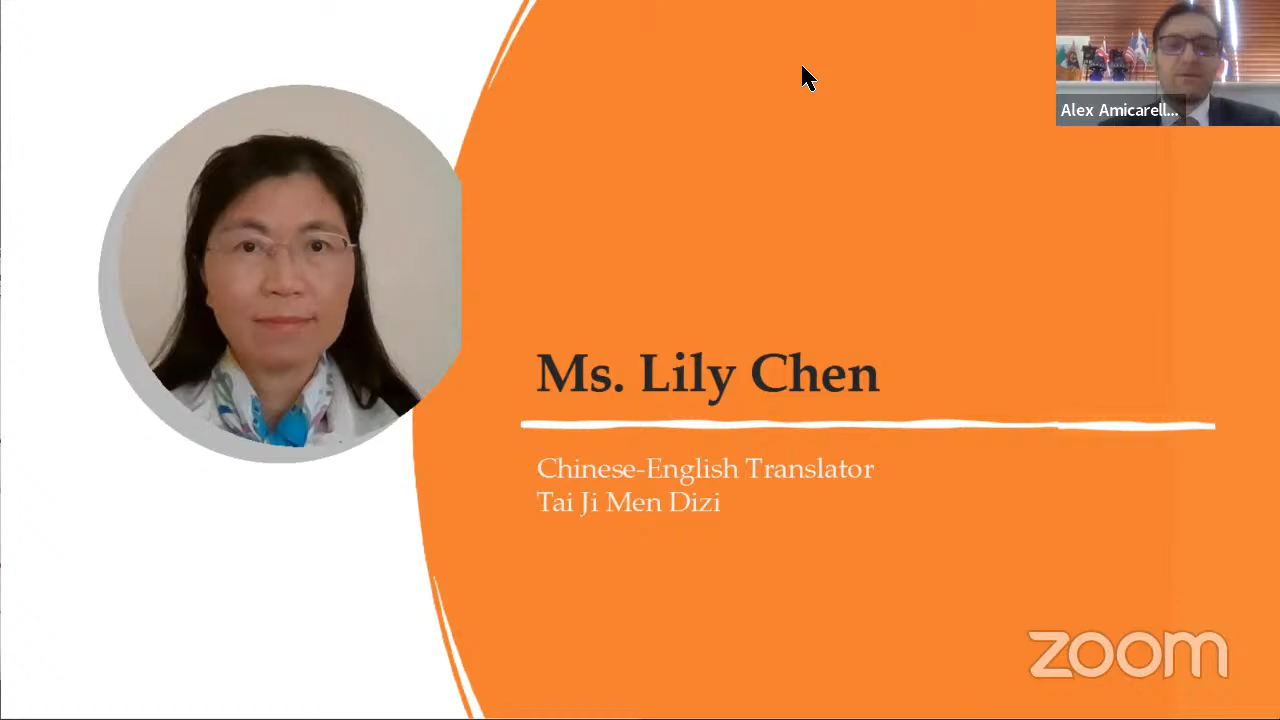 Alex Amicarell...
Ms. Lily Chen
Chinese-English Translator
Tai Ji Men Dizi
zoom